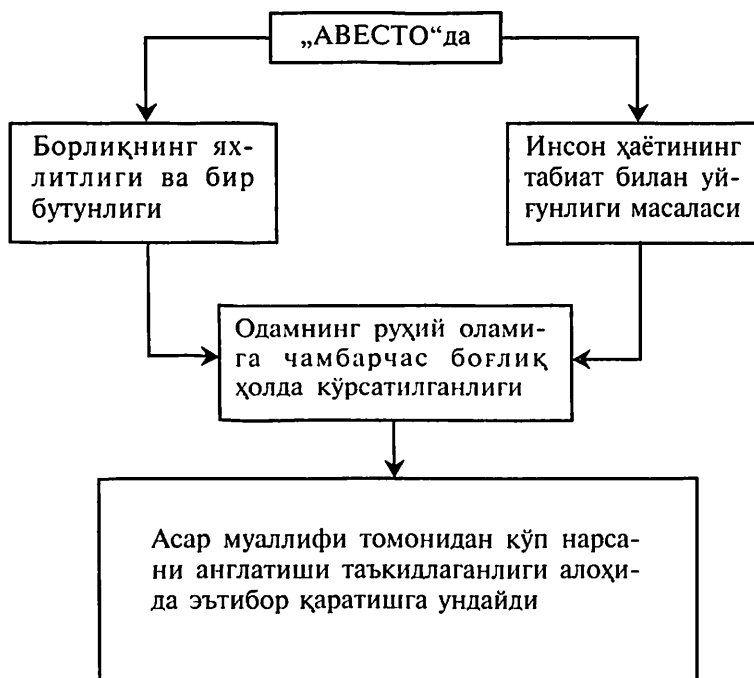 „АВЕСТО“да
Борлиқнинг ях-
литлиги ва бир
бутунлиги
Инсон ҳаётининг
табиат билан уй-
ғунлиги масаласи
Одамнинг руҳий олами-
га чамбарчас боғлиқ
ҳолда кўрсатилганлиги
Асар муаллифи томонидан кўп нарса-
ни англатиши таъкидлаганлиги алоҳи-
да эътибор қаратишга ундайди